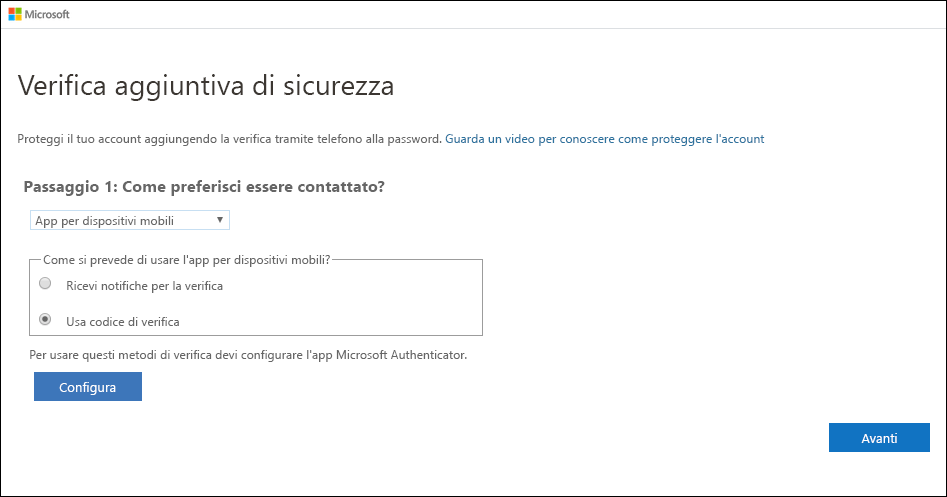 Microsoft
Verifica aggiuntiva di sicurezza
Proteggi il tuo account aggiungendo la verifica tramite telefono alla password. Guarda un video per conoscere come proteggere l'account
Passaggio 1: Come preferisci essere contattato?
App per dispositivi mobili
Come si prevede di usare l'app per dispositivi mobili?
Ricevi notifiche per la verifica
Usa codice di verifica
Per usare questi metodi di verifica devi configurare l'app Microsoft Authenticator.
Configura
Avanti